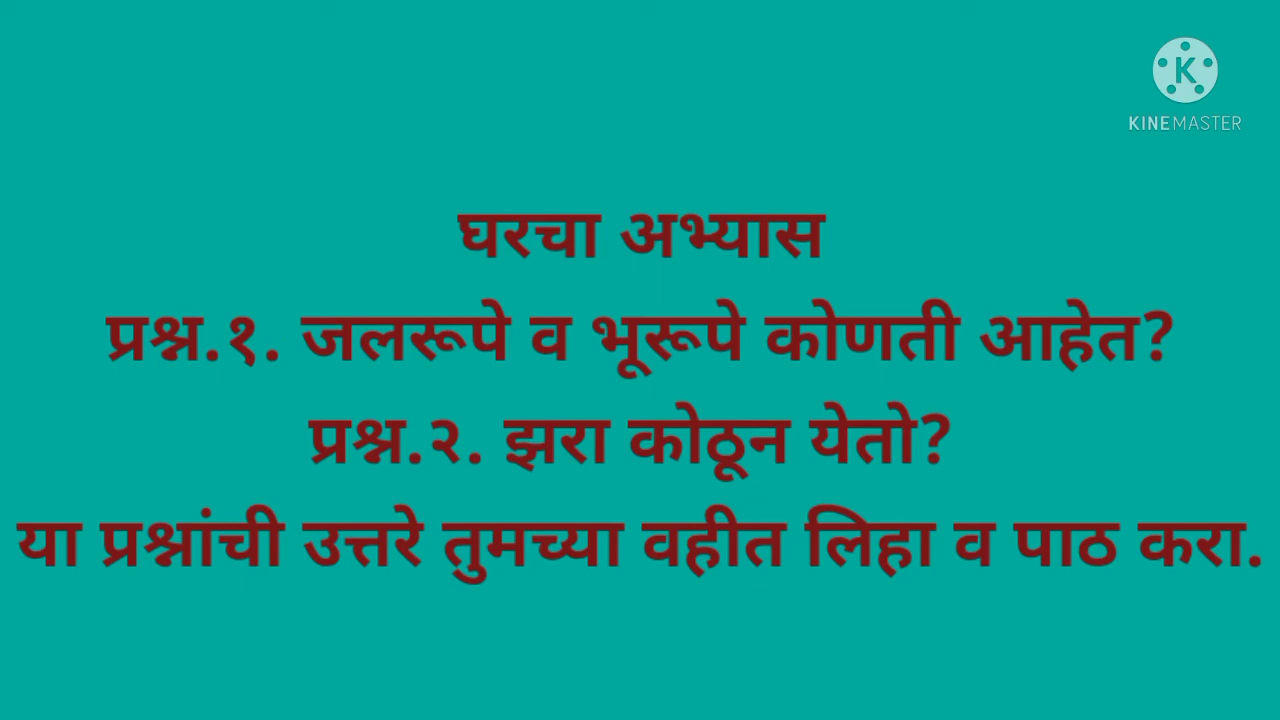 KINEMASTER
घरचा अभ्यास
प्रश्न.१. जलरूपे व भूरूपे कोणती आहेत?
प्रश्न.२. झरा कोठून येतो?
या प्रश्नांची उत्तरे तुमच्या वहीत लिहा व पाठ करा.